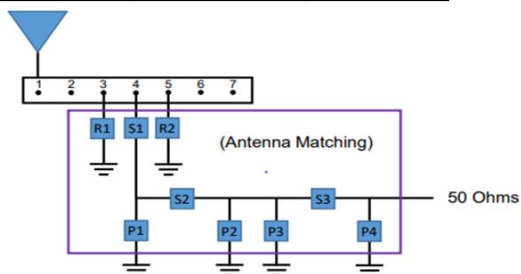 1 2 3 4 5 6 7
R1 S1 R2
(Antenna Matching)
S2 S3 50 Ohms
P1 P2 P3 P4